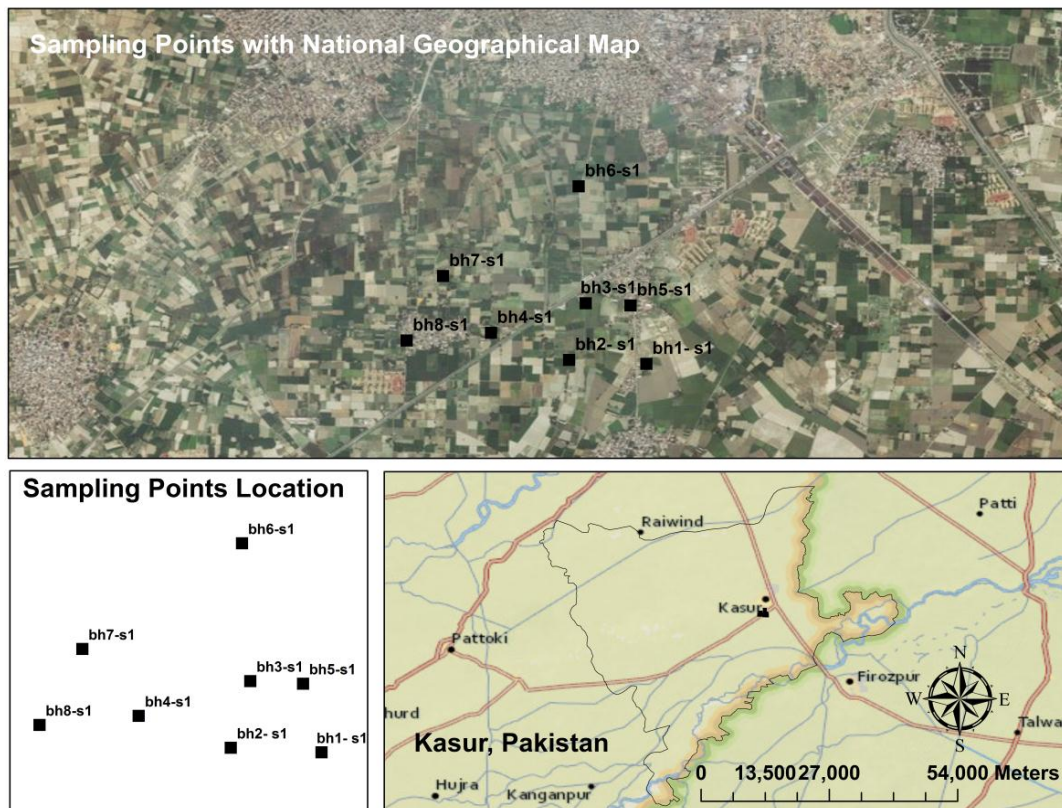 Sampling Points with National Geographical Map
bh6-s1
bh7-s1
bh3-s1
bh5-s1
bh8-s1
bh4-s1
bh2- s1
bh1- s1
Sampling Points Location
bh6-s1
bh7-s1
bh3-s1
bh5-s1
bh8-s1
bh4-s1
bh2- s1
bh1- s1
Patti
Raiwind
Kasur
Pattoki
Firozpur
N
W
E
S
hurd
Talwa
Kasur, Pakistan
Hujra
Kanganpur
0 13,500 27,000 54,000 Meters